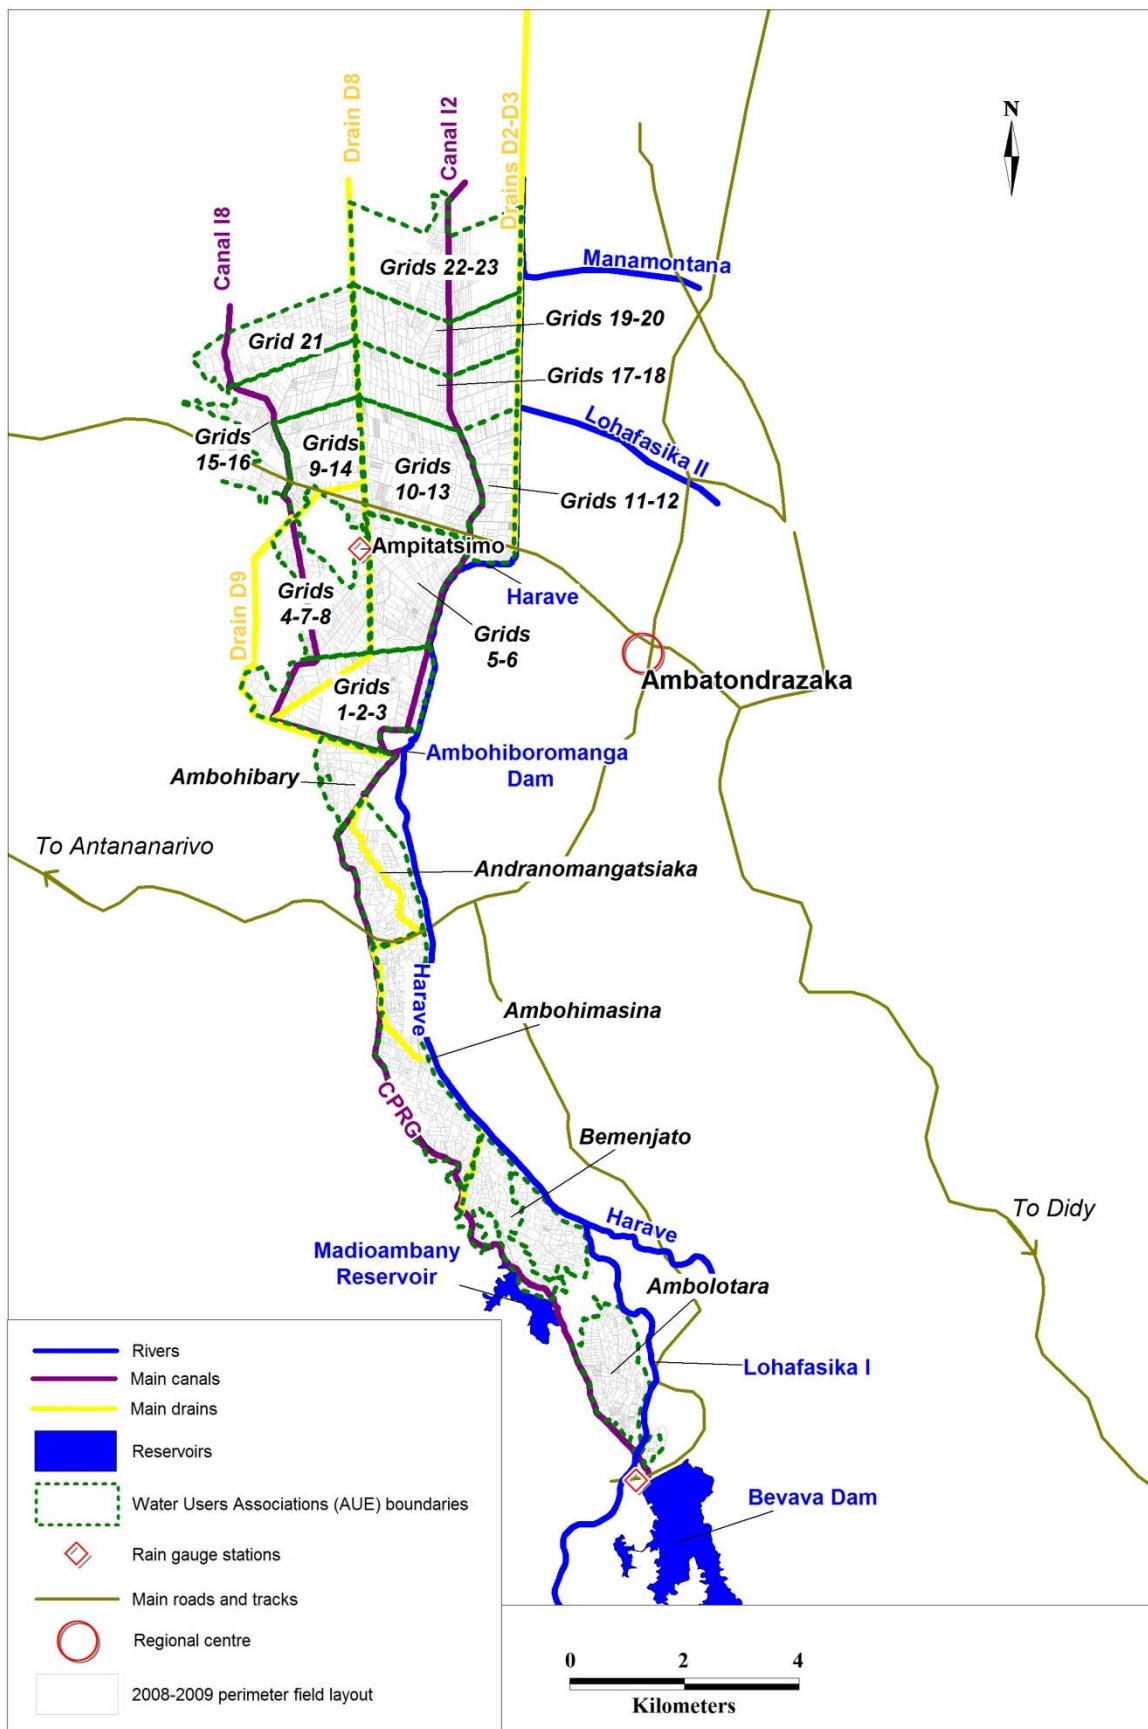 N
Drain D8
Canal I2
Drains D2-D3
Canal I8
Manamontana
Grids 22-23
Grids 19-20
Grid 21
Grids 17-18
Lohafasika II
Grids
15-16
Grids
9-14
Grids
10-13
Grids 11-12
Ampitatsimo
Harave
Drain D9
Grids
4-7-8
Grids
5-6
Ambatondrazaka
Grids
1-2-3
Ambohiboromanga
Dam
Ambohibary
To Antananarivo
Andranomangatsiaka
Harave
Ambohimasina
CPRG
Bemenjato
To Didy
Harave
Madioambany
Reservoir
Ambolotara
Lohafasika I
Bevava Dam
Rivers
Main canals
Main drains
Reservoirs
Water Users Associations (AUE) boundaries
Rain gauge stations
Main roads and tracks
Regional centre
2008-2009 perimeter field layout
0 2 4
Kilometers